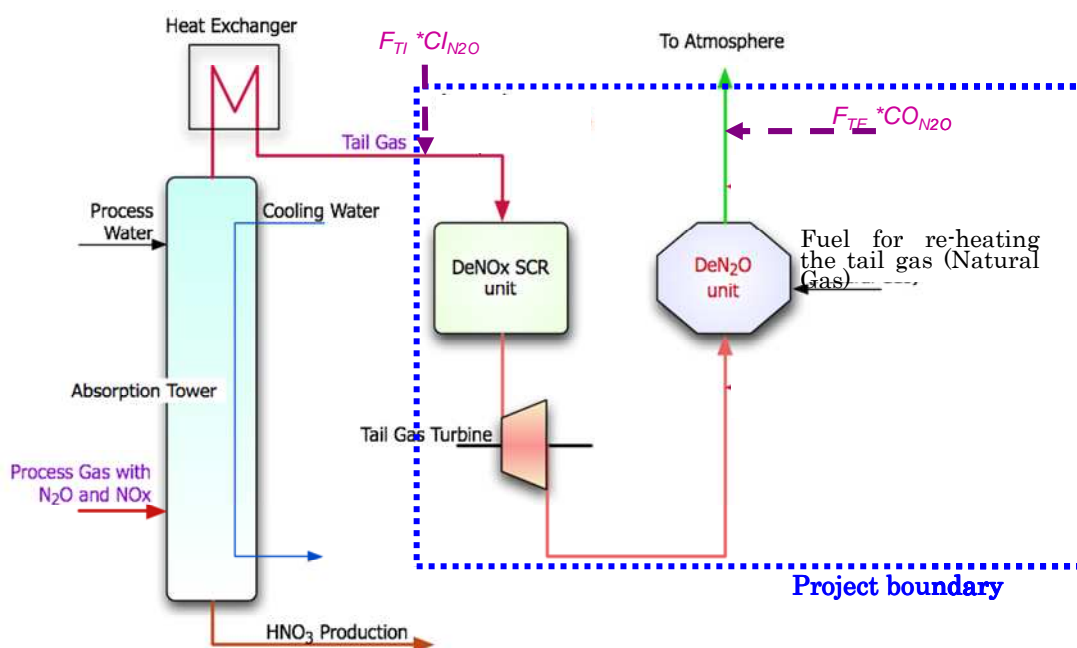 Heat Exchanger
F_TI *CI_N2O
To Atmosphere
F_TE *CO_N2O
Tail Gas
Process
Water
Cooling Water
DeNOx SCR
unit
DeN₂O
unit
Fuel for re-heating
the tail gas (Natural
Gas)
Absorption Tower
Tail Gas Turbine
Process Gas with
N₂O and NOx
Project boundary
HNO₃ Production